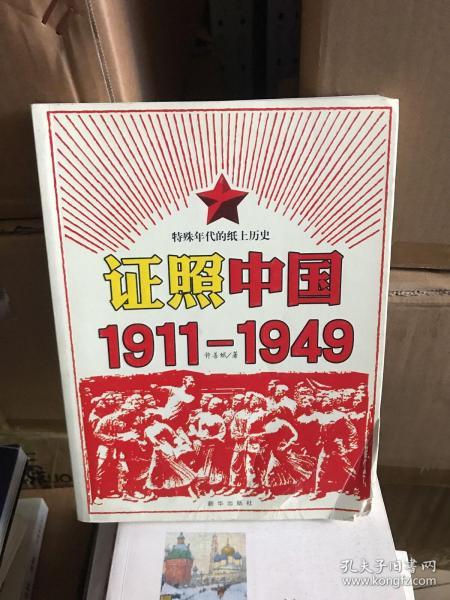 特殊年代的纸上历史
证照中国
1911-1949
许善斌/著
新华出版社
孔夫子旧书网
www.kongfz.com